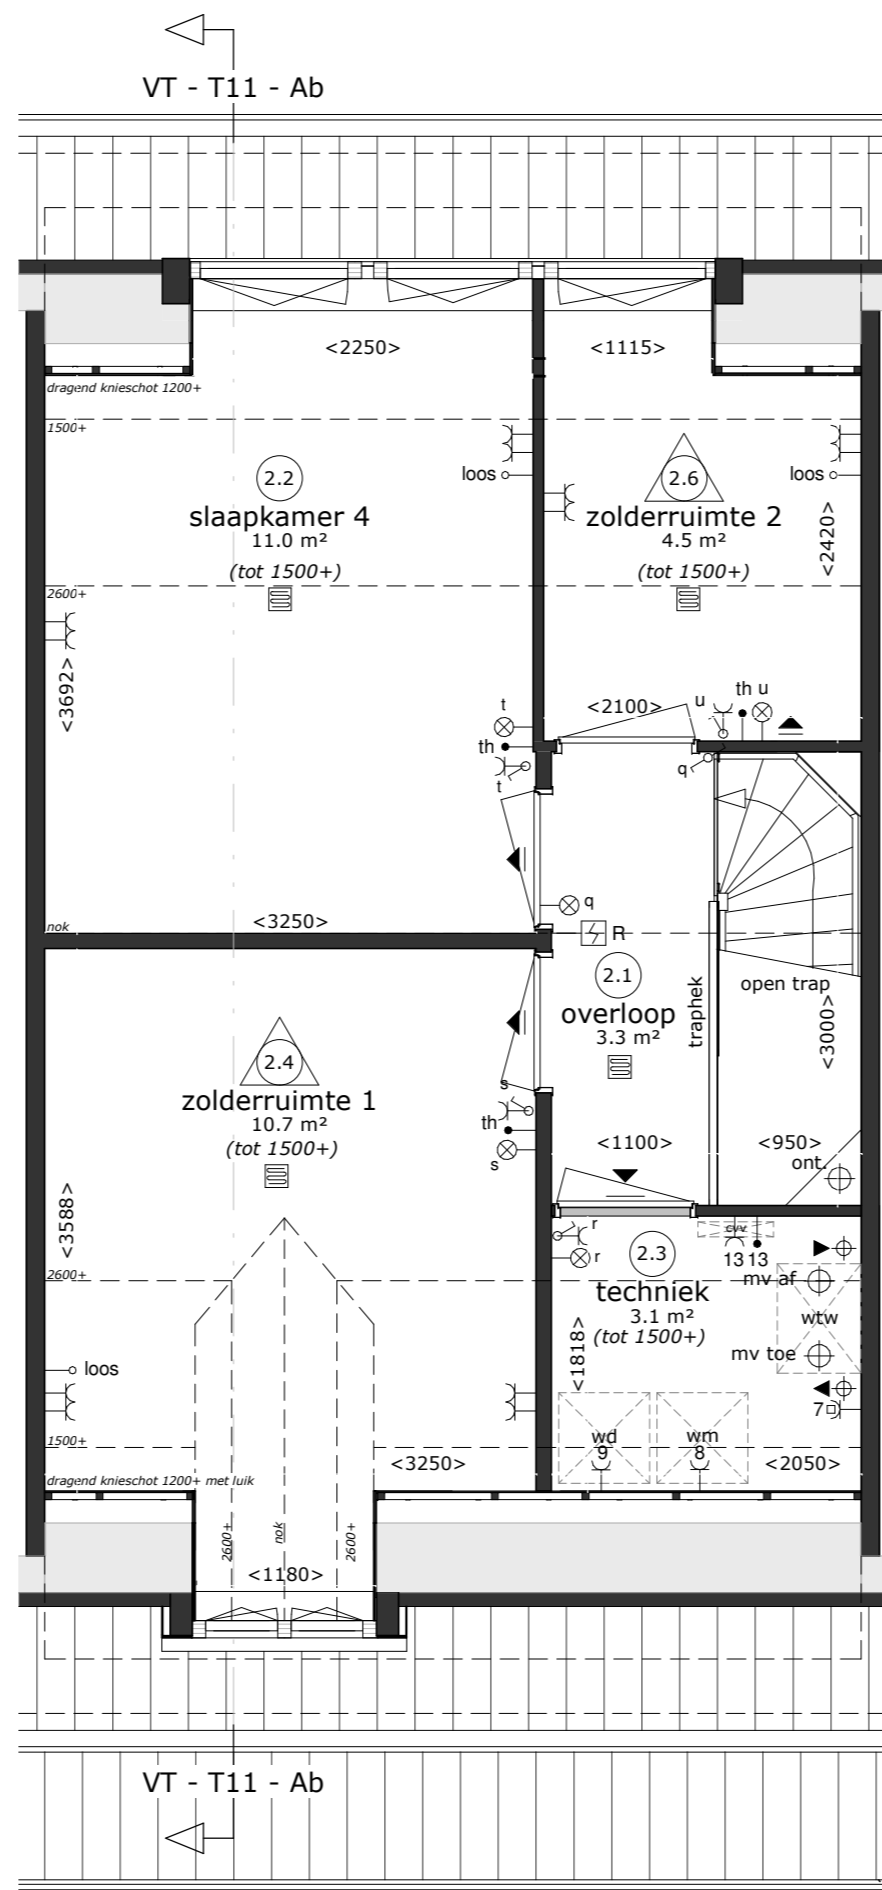 VT - T11 - Ab
<2250>
<1115>
dragend knieschot 1200+
1500+
loos
loos
2.2
slaapkamer 4
11.0 m²
(tot 1500+)
2.6
zolderruimte 2
4.5 m²
(tot 1500+)
<2420>
2600+
<3692>
t
th
t
<2100>
u
th
u
q
q
nok
<3250>
R
2.1
overloop
3.3 m²
traphek
open trap
<3000>
2.4
zolderruimte 1
10.7 m²
(tot 1500+)
s
th
s
<1100>
<950>
ont.
<3588>
r
r
2.3
techniek
3.1 m²
(tot 1500+)
cvv
13
13
mv af
wtw
mv toe
7
2600+
<1818>
loos
wd
9
wm
8
1500+
<3250>
<2050>
dragend knieschot 1200+ met luik
2600+
nok
2600+
<1180>
VT - T11 - Ab